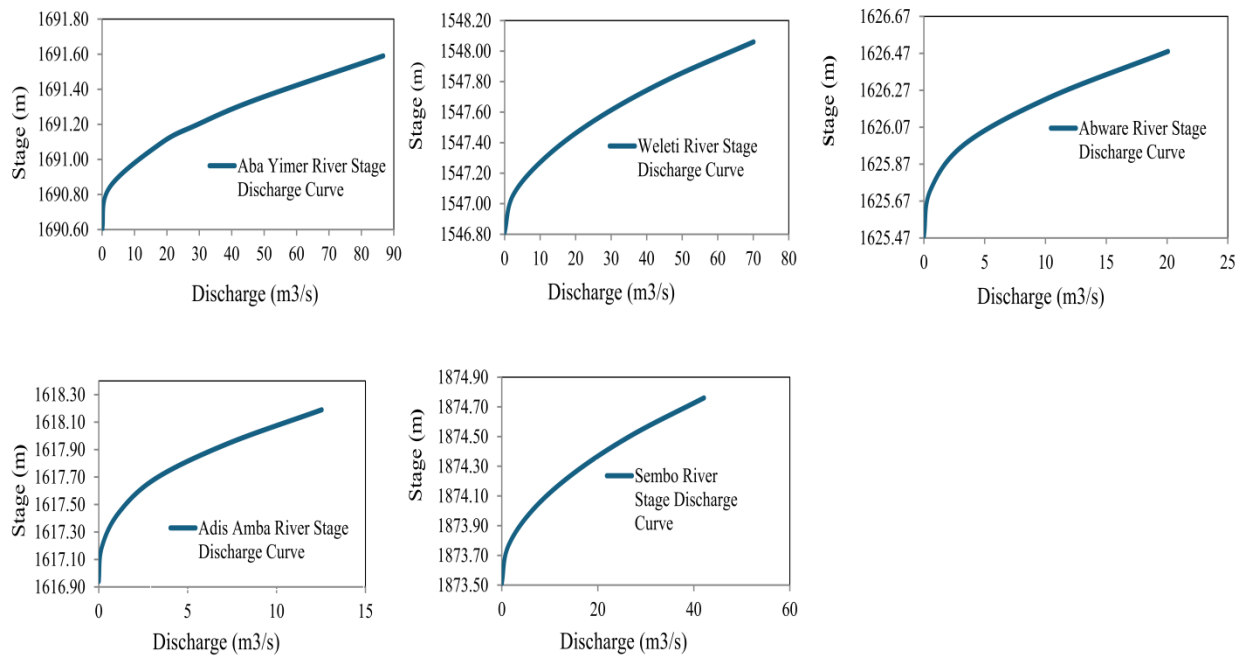 1691.80
1691.60
1691.40
1691.20
1691.00
1690.80
1690.60
Stage (m)
0 10 20 30 40 50 60 70 80 90
Discharge (m3/s)
Aba Yimer River Stage
Discharge Curve
1548.20
1548.00
1547.80
1547.60
1547.40
1547.20
1547.00
1546.80
Stage (m)
0 10 20 30 40 50 60 70 80
Discharge (m3/s)
Weleti River Stage
Discharge Curve
1626.67
1626.47
1626.27
1626.07
1625.87
1625.67
1625.47
Stage (m)
0 5 10 15 20 25
Discharge (m3/s)
Abware River Stage
Discharge Curve
1618.30
1618.10
1617.90
1617.70
1617.50
1617.30
1617.10
1616.90
Stage (m)
0 5 10 15
Discharge (m3/s)
Adis Amba River Stage
Discharge Curve
1874.90
1874.70
1874.50
1874.30
1874.10
1873.90
1873.70
1873.50
Stage (m)
0 20 40 60
Discharge (m3/s)
Sembo River
Stage Discharge
Curve